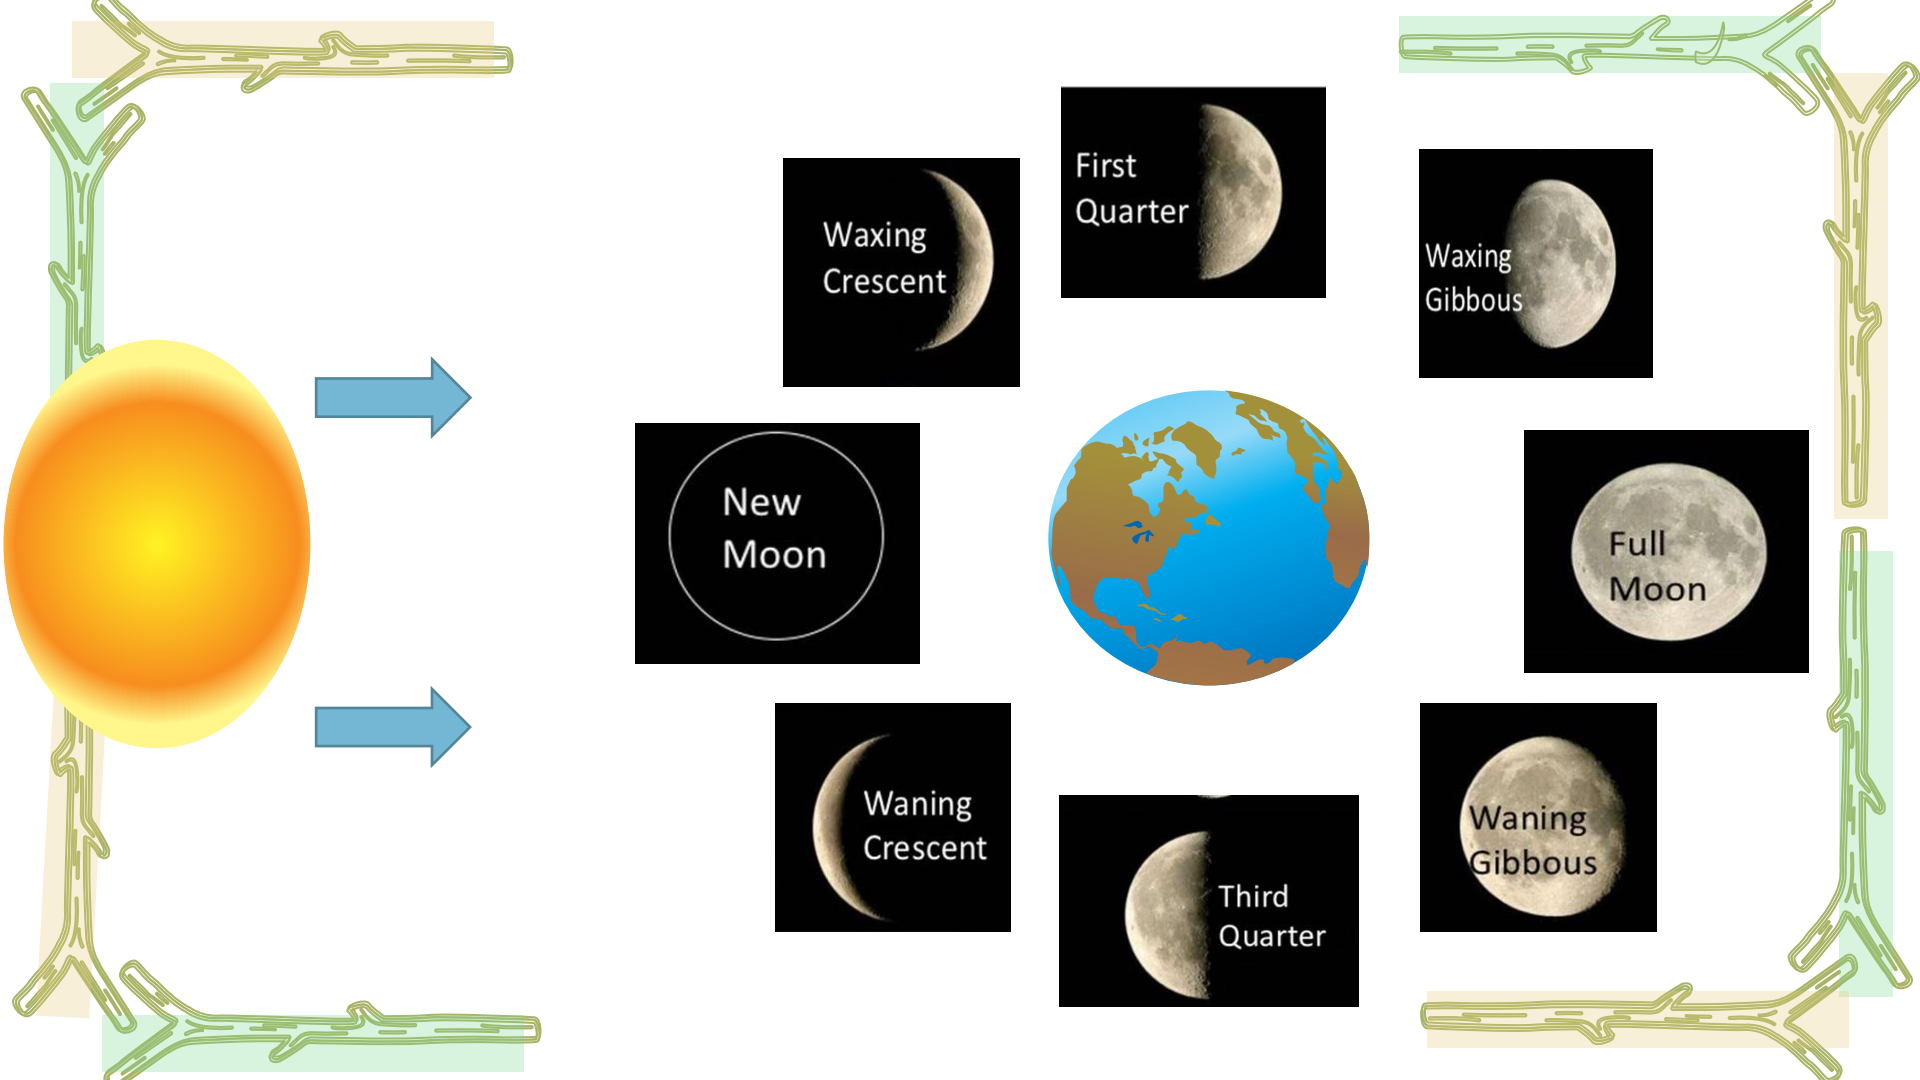 First
Quarter
Waxing
Crescent
Waxing
Gibbous
New
Moon
Full
Moon
Waning
Crescent
Waning
Gibbous
Third
Quarter